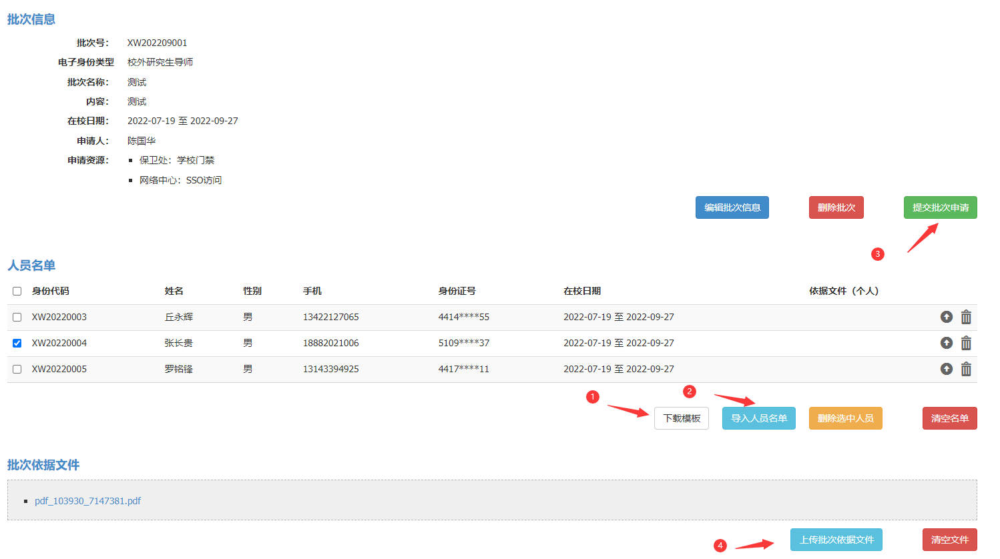 批次信息
批次号： XW202209001
电子身份类型 校外研究生导师
批次名称： 测试
内容： 测试
在校日期： 2022-07-19 至 2022-09-27
申请人： 陈国华
申请资源： ▪ 保卫处：学校门禁
▪ 网络中心：SSO访问
编辑批次信息 删除批次 提交批次申请
3
人员名单
身份代码 姓名 性别 手机 身份证号 在校日期 依据文件（个人）
XW20220003 丘永辉 男 13422127065 4414****55 2022-07-19 至 2022-09-27
XW20220004 张长贵 男 18882021006 5109****37 2022-07-19 至 2022-09-27
XW20220005 罗铭锋 男 13143394925 4417****11 2022-07-19 至 2022-09-27
1 2
下载模板 导入人员名单 删除选中人员 清空名单
批次依据文件
▪ pdf_103930_7147381.pdf
4 上传批次依据文件 清空文件